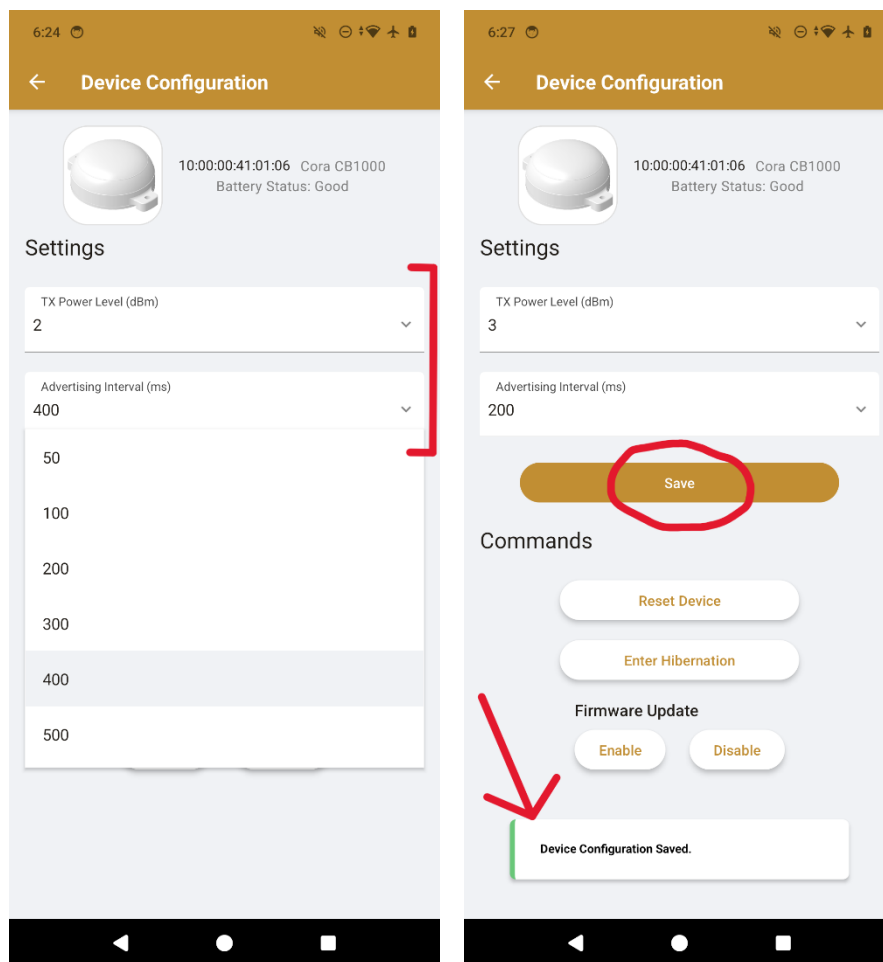 6:24
Device Configuration
10:00:00:41:01:06 Cora CB1000
Battery Status: Good
Settings
TX Power Level (dBm)
2
Advertising Interval (ms)
400
50
100
200
300
400
500
6:27
Device Configuration
10:00:00:41:01:06 Cora CB1000
Battery Status: Good
Settings
TX Power Level (dBm)
3
Advertising Interval (ms)
200
Save
Commands
Reset Device
Enter Hibernation
Firmware Update
Enable Disable
Device Configuration Saved.